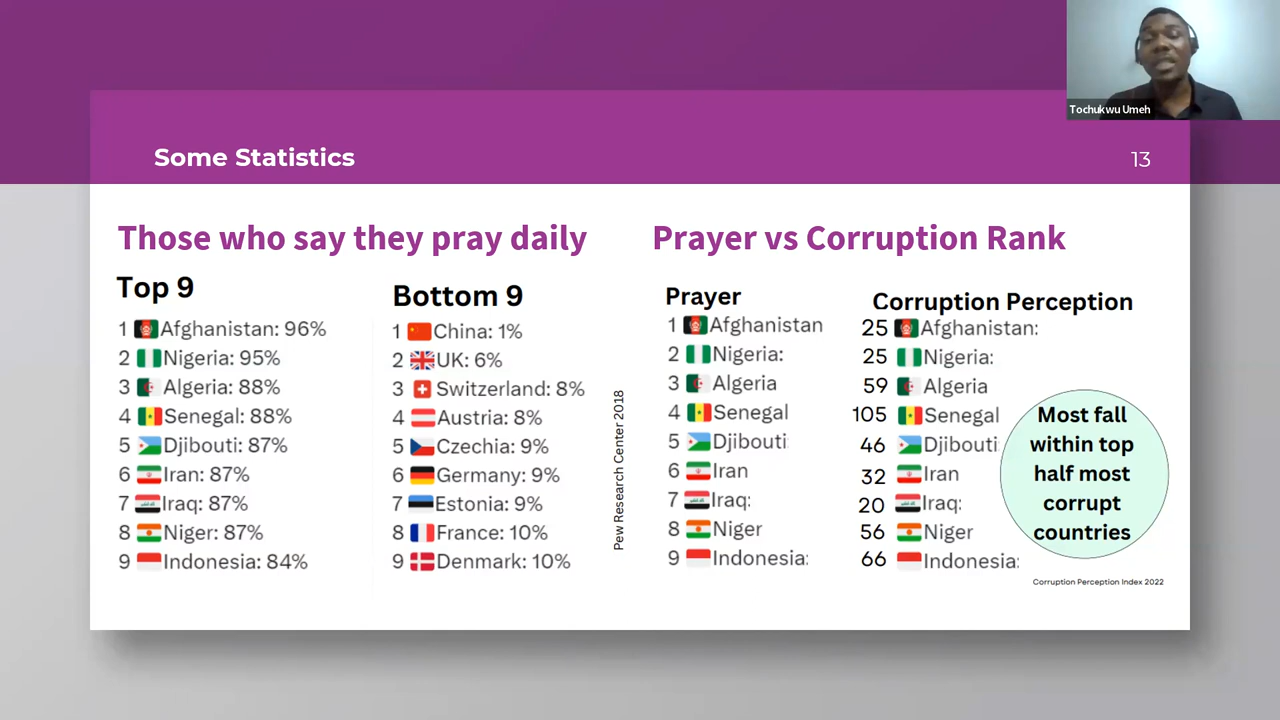 Tochukwu Umeh
Some Statistics
13
Those who say they pray daily
Top 9
1 Afghanistan: 96%
2 Nigeria: 95%
3 Algeria: 88%
4 Senegal: 88%
5 Djibouti: 87%
6 Iran: 87%
7 Iraq: 87%
8 Niger: 87%
9 Indonesia: 84%
Bottom 9
1 China: 1%
2 UK: 6%
3 Switzerland: 8%
4 Austria: 8%
5 Czechia: 9%
6 Germany: 9%
7 Estonia: 9%
8 France: 10%
9 Denmark: 10%
Pew Research Center 2018
Prayer vs Corruption Rank
Prayer
1 Afghanistan
2 Nigeria:
3 Algeria
4 Senegal
5 Djibouti
6 Iran
7 Iraq:
8 Niger
9 Indonesia:
Corruption Perception
25 Afghanistan:
25 Nigeria:
59 Algeria
105 Senegal
46 Djibouti
32 Iran
20 Iraq:
56 Niger
66 Indonesia:
Most fall
within top
half most
corrupt
countries
Corruption Perception Index 2022